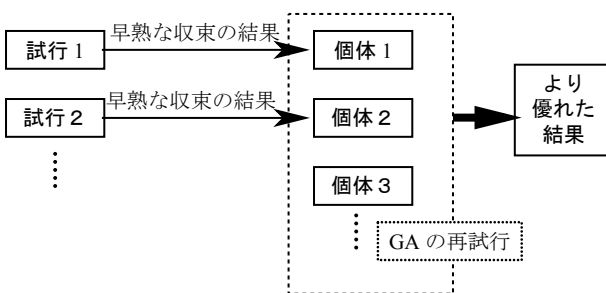 試行 1
早熟な収束の結果
個体 1
試行２
早熟な収束の結果
個体２
個体３
GA の再試行
より
優れた
結果